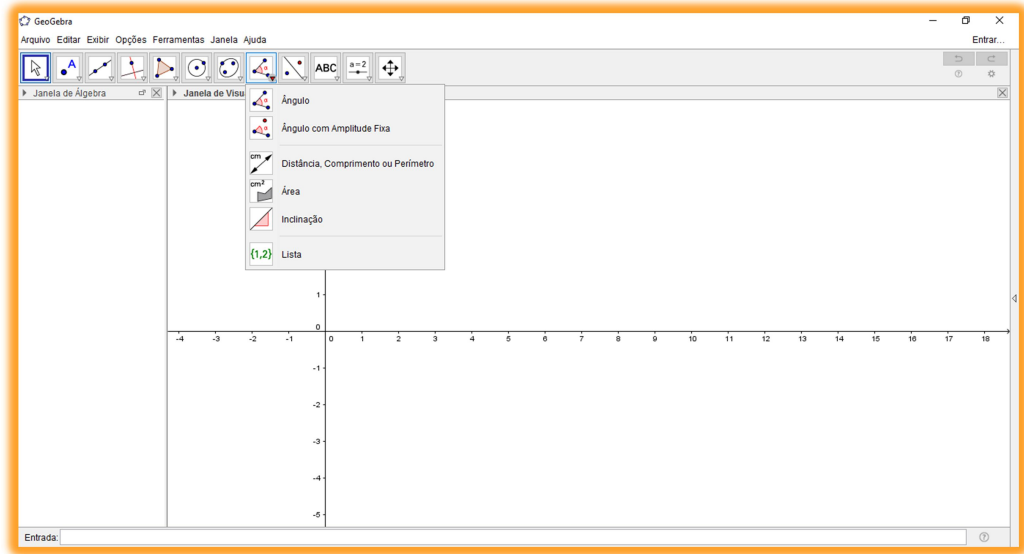 GeoGebra
Arquivo Editar Exibir Opções Ferramentas Janela Ajuda
Entrar...
A
α
ABC
a=2
Janela de Álgebra
Janela de Visu
α Ângulo
α Ângulo com Amplitude Fixa
cm Distância, Comprimento ou Perímetro
cm² Área
Inclinação
{1,2} Lista
1
0
-4 -3 -2 -1 0 1 2 3 4 5 6 7 8 9 10 11 12 13 14 15 16 17 18
-1
-2
-3
-4
-5
Entrada: